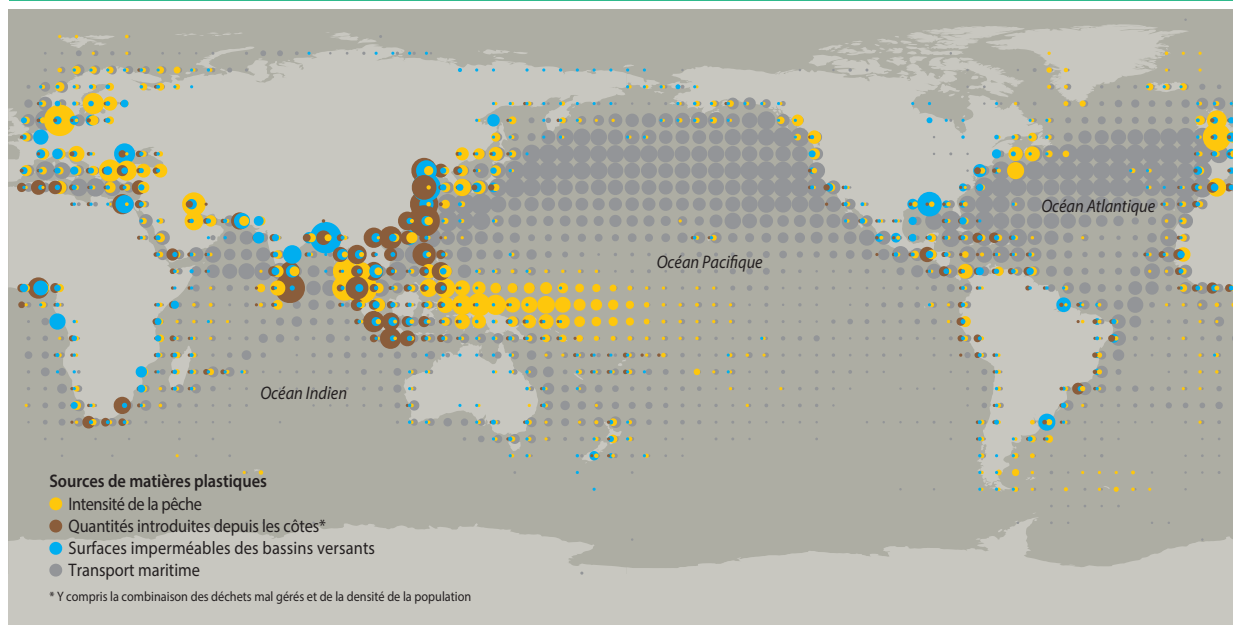 Océan Atlantique
Océan Pacifique
Océan Indien
Sources de matières plastiques
Intensité de la pêche
Quantités introduites depuis les côtes*
Surfaces imperméables des bassins versants
Transport maritime
* Y compris la combinaison des déchets mal gérés et de la densité de la population